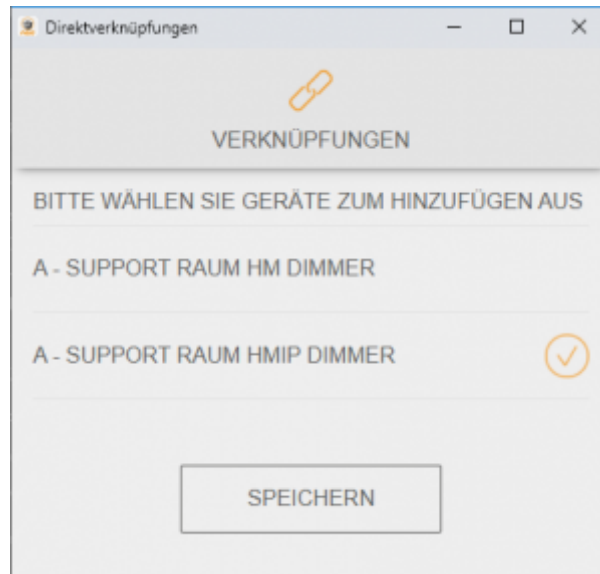 Direktverknüpfungen
VERKNÜPFUNGEN
BITTE WÄHLEN SIE GERÄTE ZUM HINZUFÜGEN AUS
A - SUPPORT RAUM HM DIMMER
A - SUPPORT RAUM HMIP DIMMER
SPEICHERN